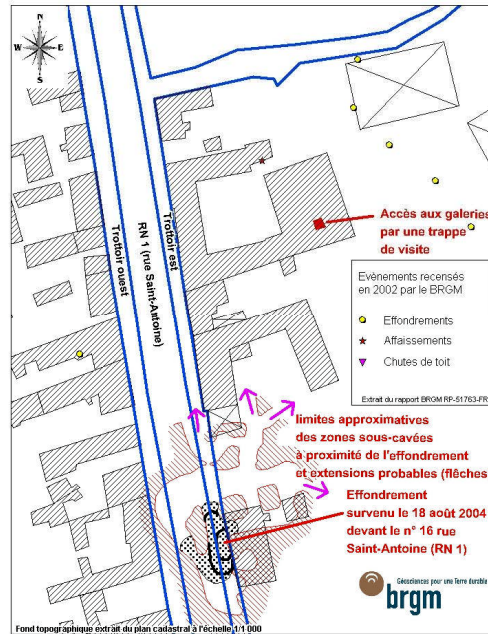 N
W
E
S
Trottoir ouest
RN 1 (rue Saint-Antoine)
Trottoir est
Accès aux galeries
par une trappe
de visite
Evènements recensés
en 2002 par le BRGM
Effondrements
Affaissements
Chutes de toit
Extrait du rapport BRGM RP-51763-FR
limites approximatives
des zones sous-cavées
à proximité de l'effondrement
et extensions probables (flèches
Effondrement
survenu le 18 août 2004
devant le n° 16 rue
Saint-Antoine (RN 1)
Géosciences pour une Terre durable
brgm
Fond topographique extrait du plan cadastral à l'échelle 1/1 000